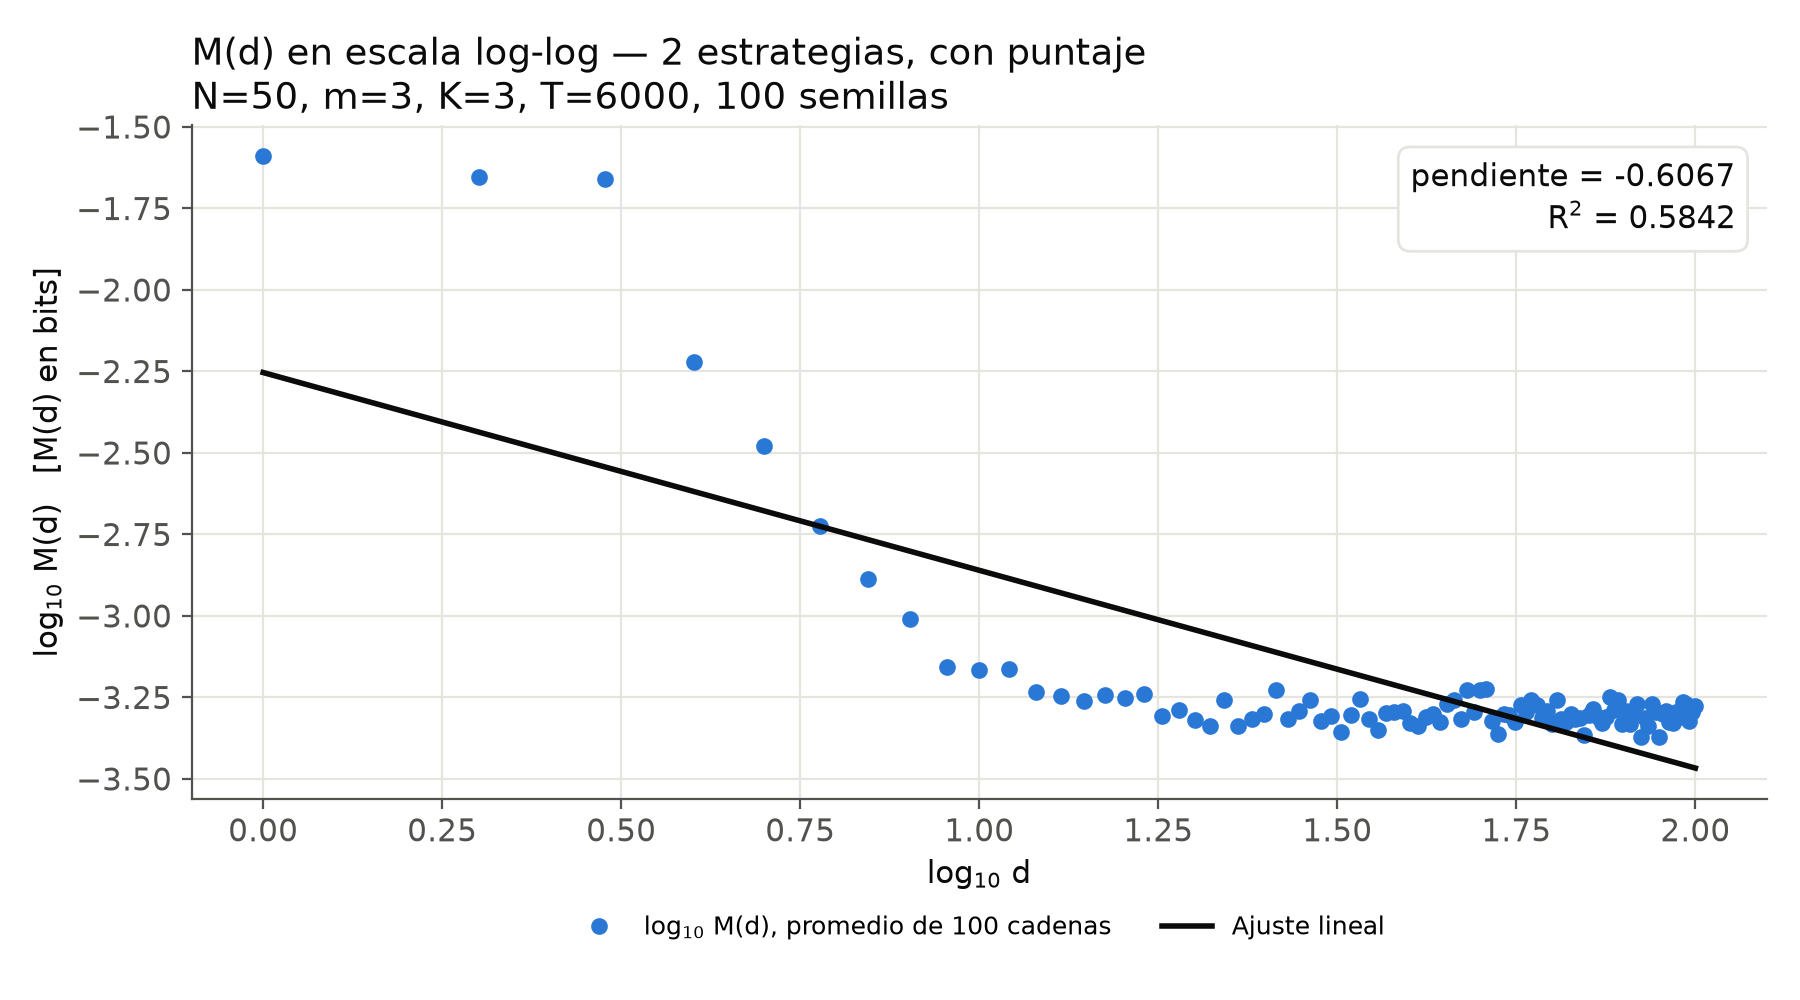 M(d) en escala log-log — 2 estrategias, con puntaje
N=50, m=3, K=3, T=6000, 100 semillas
pendiente = -0.6067
R² = 0.5842
log₁₀ M(d)   [M(d) en bits]
−1.50
−1.75
−2.00
−2.25
−2.50
−2.75
−3.00
−3.25
−3.50
0.00 0.25 0.50 0.75 1.00 1.25 1.50 1.75 2.00
log₁₀ d
log₁₀ M(d), promedio de 100 cadenas   Ajuste lineal